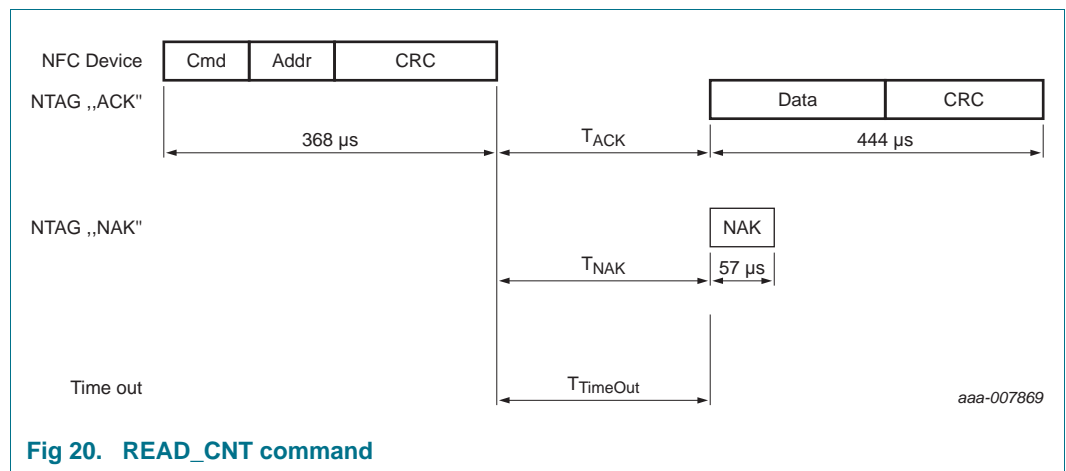 NFC Device Cmd Addr CRC
NTAG ,,ACK" Data CRC
368 µs TACK 444 µs
NTAG ,,NAK" NAK
TNAK 57 µs
Time out TTimeOut aaa-007869
Fig 20. READ_CNT command